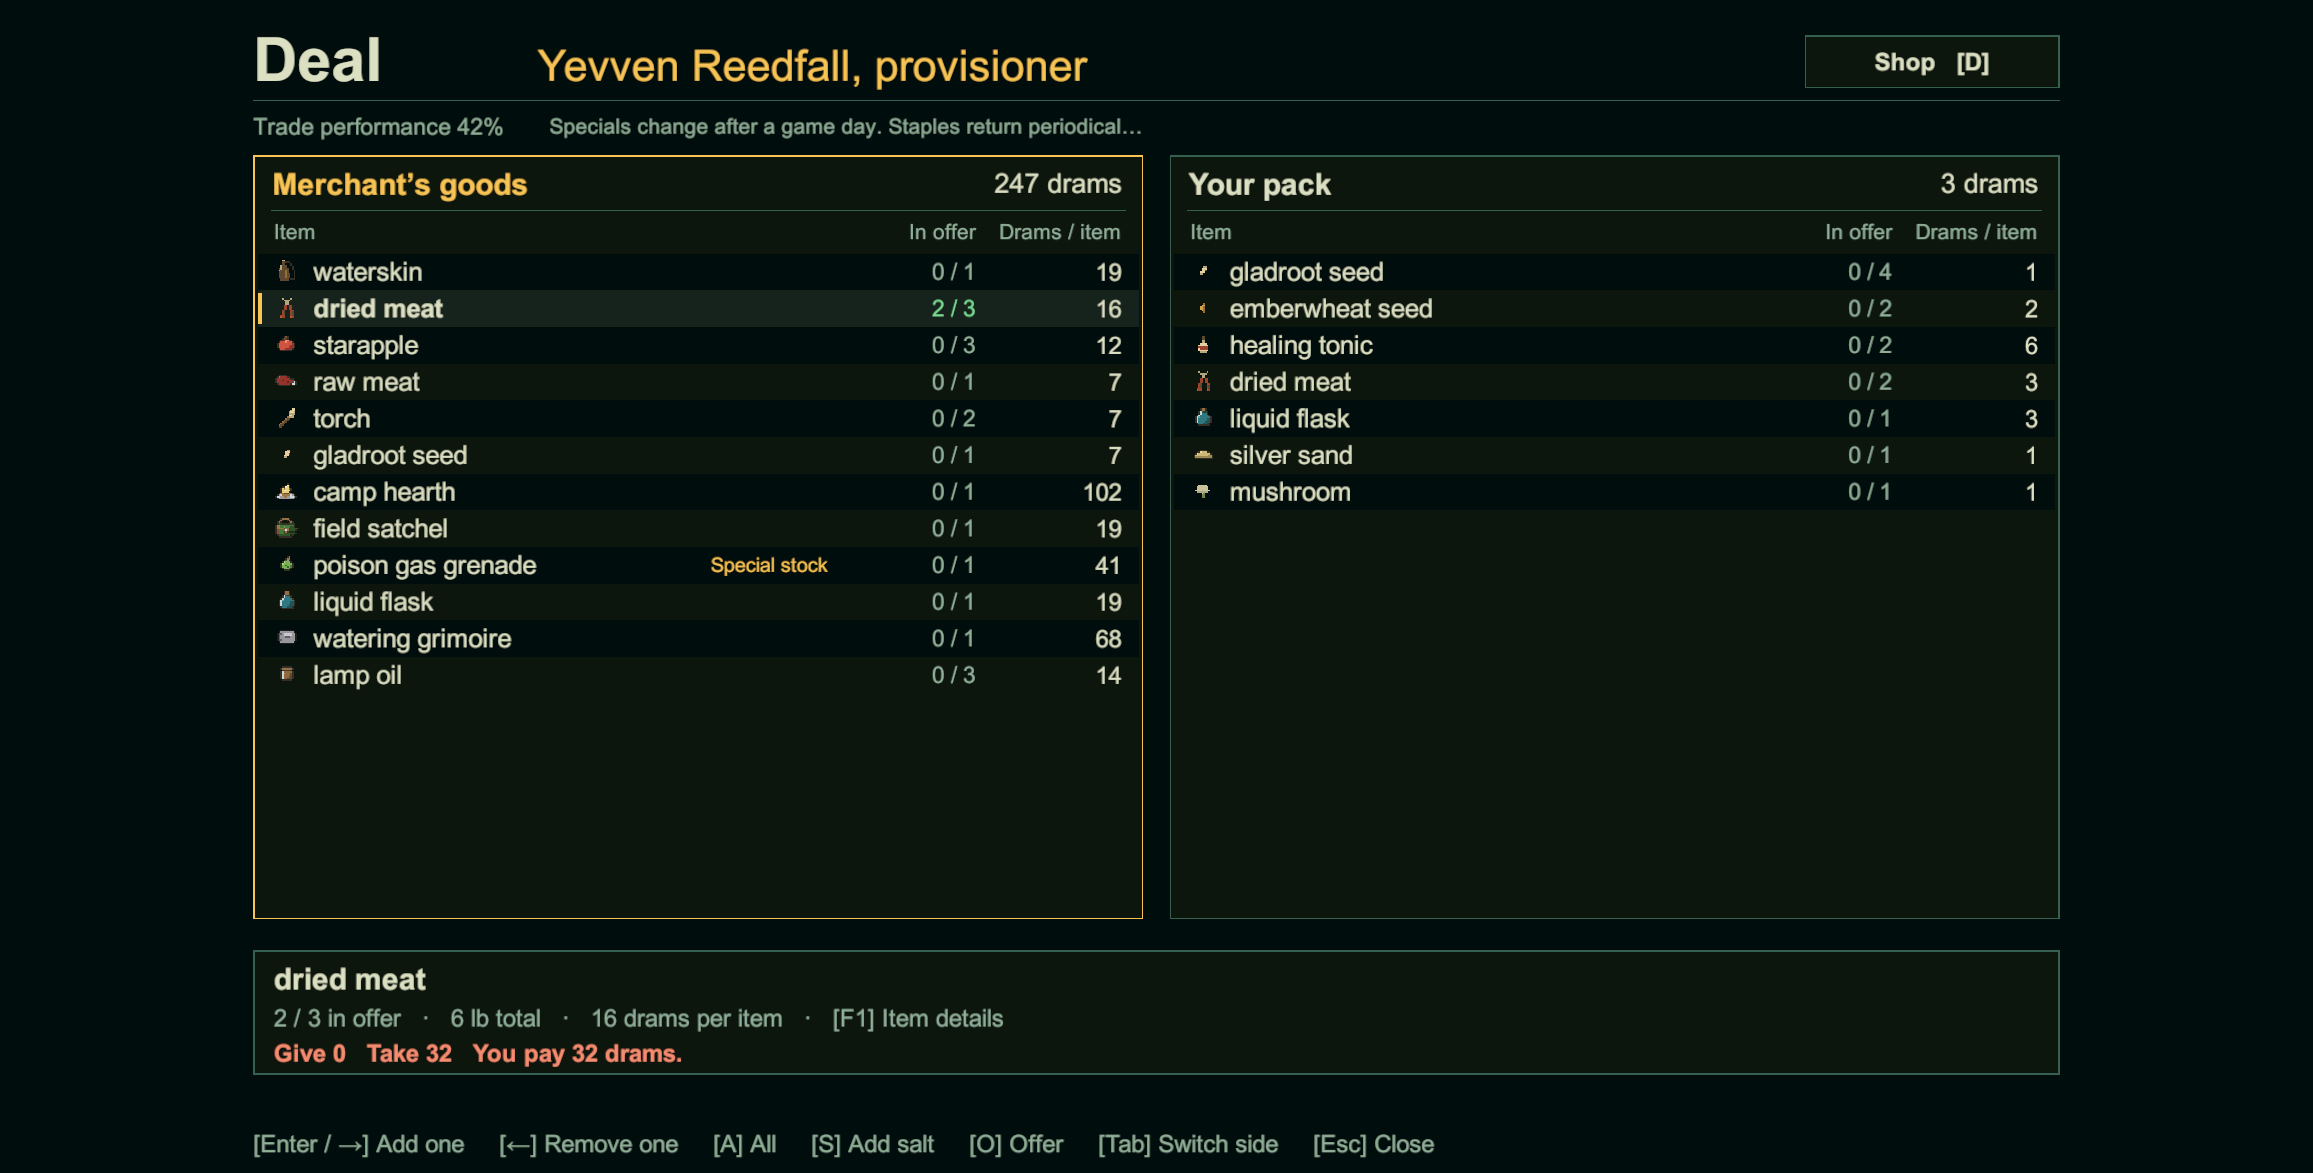 Deal Yevven Reedfall, provisioner Shop [D]
Trade performance 42% Specials change after a game day. Staples return periodical...
Merchant’s goods 247 drams
Item In offer Drams / item
waterskin 0 / 1 19
dried meat 2 / 3 16
starapple 0 / 3 12
raw meat 0 / 1 7
torch 0 / 2 7
gladroot seed 0 / 1 7
camp hearth 0 / 1 102
field satchel 0 / 1 19
poison gas grenade Special stock 0 / 1 41
liquid flask 0 / 1 19
watering grimoire 0 / 1 68
lamp oil 0 / 3 14
Your pack 3 drams
Item In offer Drams / item
gladroot seed 0 / 4 1
emberwheat seed 0 / 2 2
healing tonic 0 / 2 6
dried meat 0 / 2 3
liquid flask 0 / 1 3
silver sand 0 / 1 1
mushroom 0 / 1 1
dried meat
2 / 3 in offer · 6 lb total · 16 drams per item · [F1] Item details
Give 0 Take 32 You pay 32 drams.
[Enter / →] Add one [←] Remove one [A] All [S] Add salt [O] Offer [Tab] Switch side [Esc] Close